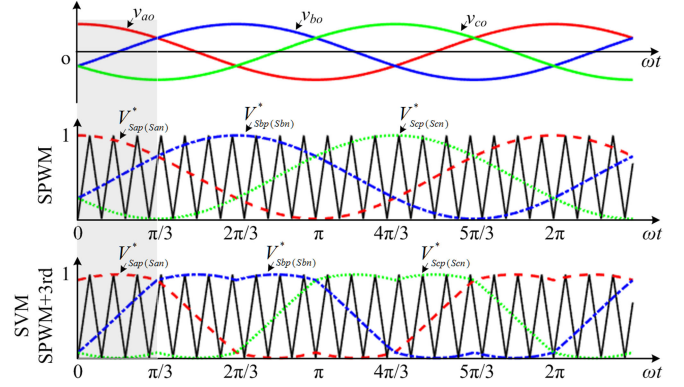 v_ao v_bo v_co
o ωt
SPWM
1 V*_Sap(San) V*_Sbp(Sbn) V*_Scp(Scn)
0 π/3 2π/3 π 4π/3 5π/3 2π ωt
SVM
SPWM+3rd
1 V*_Sap(San) V*_Sbp(Sbn) V*_Scp(Scn)
0 π/3 2π/3 π 4π/3 5π/3 2π ωt